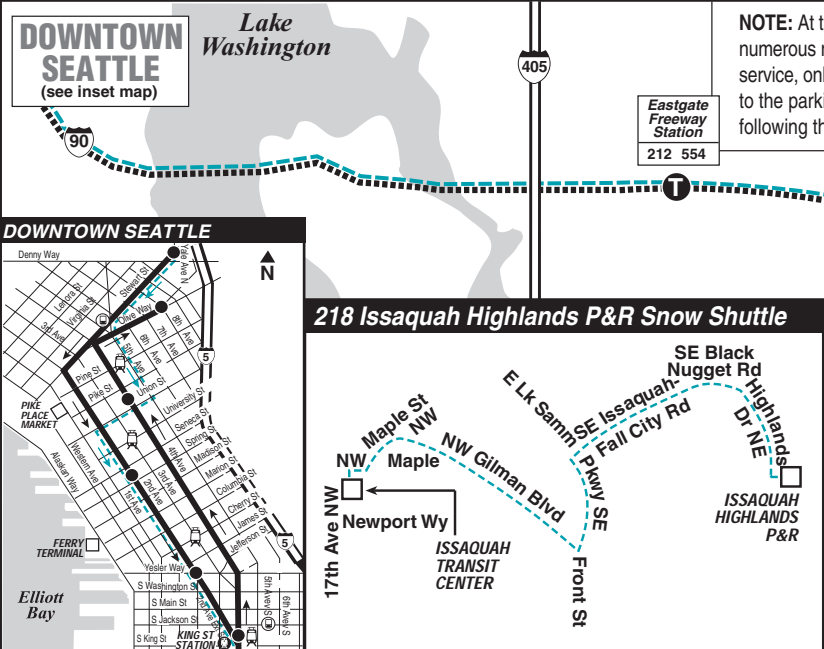 DOWNTOWN
SEATTLE
(see inset map)
Lake
Washington
405
90
Eastgate
Freeway
Station
212 554
T
NOTE: At t
numerous r
service, onl
to the parki
following th
DOWNTOWN SEATTLE
Denny Way
Yale Ave N
Stewart St
Lenora St
Virginia St
Olive Way
3rd Ave
5th Ave
6th Ave
7th Ave
8th Ave
N
5
Pine St
Pike St
Union St
PIKE
PLACE
MARKET
University St
Seneca St
Spring St
Madison St
Marion St
Columbia St
Cherry St
James St
Jefferson St
Alaskan Way
Western Ave
1st Ave
2nd Ave
3rd Ave
4th Ave
5
FERRY
TERMINAL
Yesler Way
S Washington St
S Main St
S Jackson St
S King St
2nd Ave Ext S
5th Ave S
6th Ave S
KING ST
STATION
Elliott
Bay
218 Issaquah Highlands P&R Snow Shuttle
SE Black
Nugget Rd
Highlands
Dr NE
SE Issaquah-
Fall City Rd
E Lk Samm
Pkwy SE
Maple St
NW
NW
Maple
NW Gilman Blvd
17th Ave NW
Newport Wy
ISSAQUAH
TRANSIT
CENTER
Front St
ISSAQUAH
HIGHLANDS
P&R